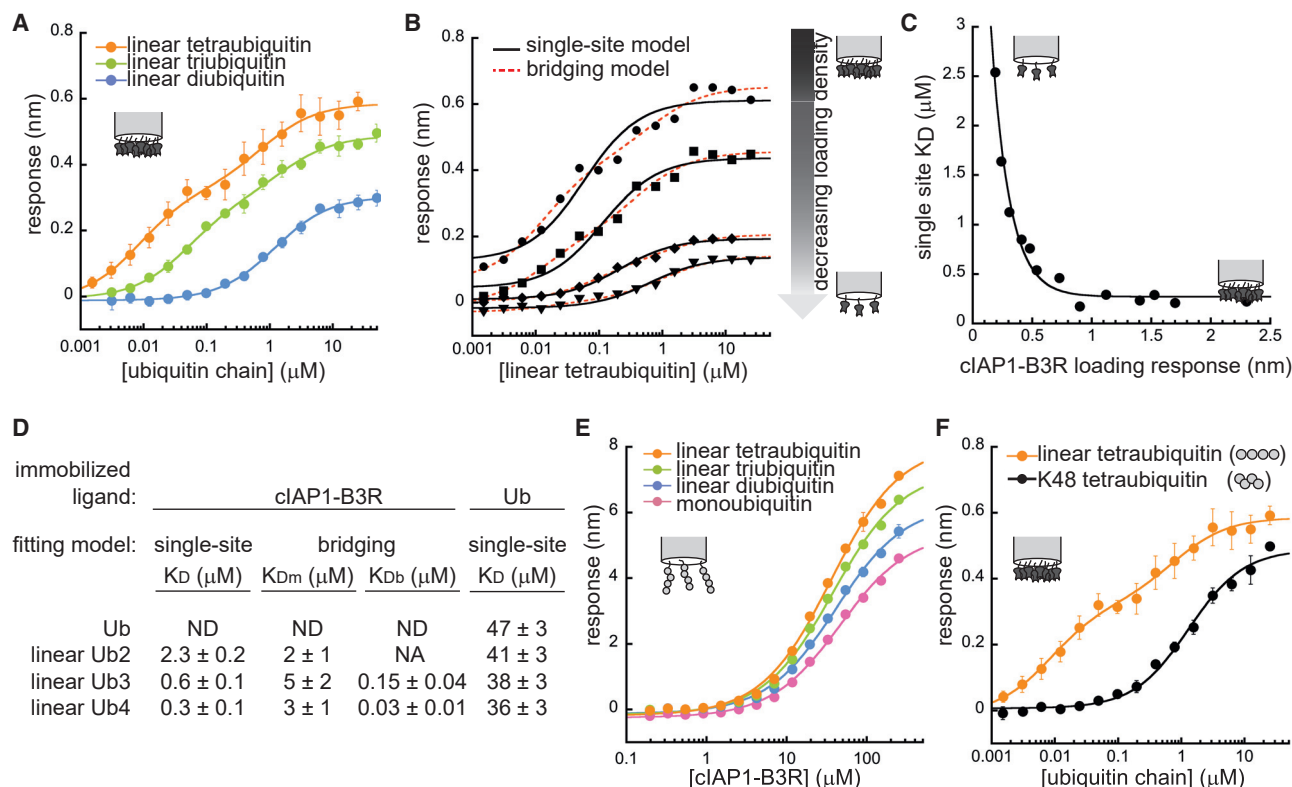 A
linear tetraubiquitin
linear triubiquitin
linear diubiquitin
response (nm)
0.8
0.6
0.4
0.2
0
0.001 0.01 0.1 1 10
[ubiquitin chain] (μM)
B
single-site model
bridging model
response (nm)
0.8
0.6
0.4
0.2
0.0
0.001 0.01 0.1 1 10
[linear tetraubiquitin] (μM)
decreasing loading density
C
single site KD (μM)
3
2.5
2
1.5
1
0.5
0
0 0.5 1 1.5 2 2.5
cIAP1-B3R loading response (nm)
D
immobilized
ligand: cIAP1-B3R Ub
fitting model: single-site bridging single-site
KD (μM) KDm (μM) KDb (μM) KD (μM)
Ub ND ND ND 47 ± 3
linear Ub2 2.3 ± 0.2 2 ± 1 NA 41 ± 3
linear Ub3 0.6 ± 0.1 5 ± 2 0.15 ± 0.04 38 ± 3
linear Ub4 0.3 ± 0.1 3 ± 1 0.03 ± 0.01 36 ± 3
E
linear tetraubiquitin
linear triubiquitin
linear diubiquitin
monoubiquitin
response (nm)
8
6
4
2
0
0.1 1 10 100
[cIAP1-B3R] (μM)
F
linear tetraubiquitin ( )
K48 tetraubiquitin ( )
response (nm)
0.8
0.6
0.4
0.2
0
0.001 0.01 0.1 1 10
[ubiquitin chain] (μM)